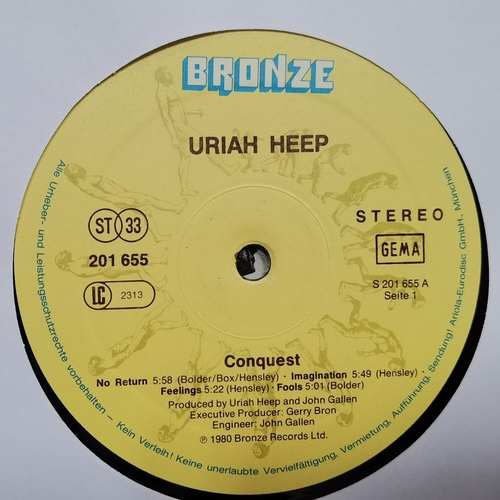 BRONZE
URIAH HEEP
ST 33
STEREO
201 655
GEMA
LC 2313
S 201 655 A
Seite 1
Conquest
No Return 5:58 (Bolder/Box/Hensley) · Imagination 5:49 (Hensley) ·
Feelings 5:22 (Hensley) · Fools 5:01 (Bolder)
Produced by Uriah Heep and John Gallen
Executive Producer: Gerry Bron
Engineer: John Gallen
℗ 1980 Bronze Records Ltd.
Alle Urheber- und Leistungsschutzrechte vorbehalten – Kein Verleih! Keine unerlaubte Vervielfältigung, Vermietung, Aufführung, Sendung! Ariola-Eurodisc GmbH, München